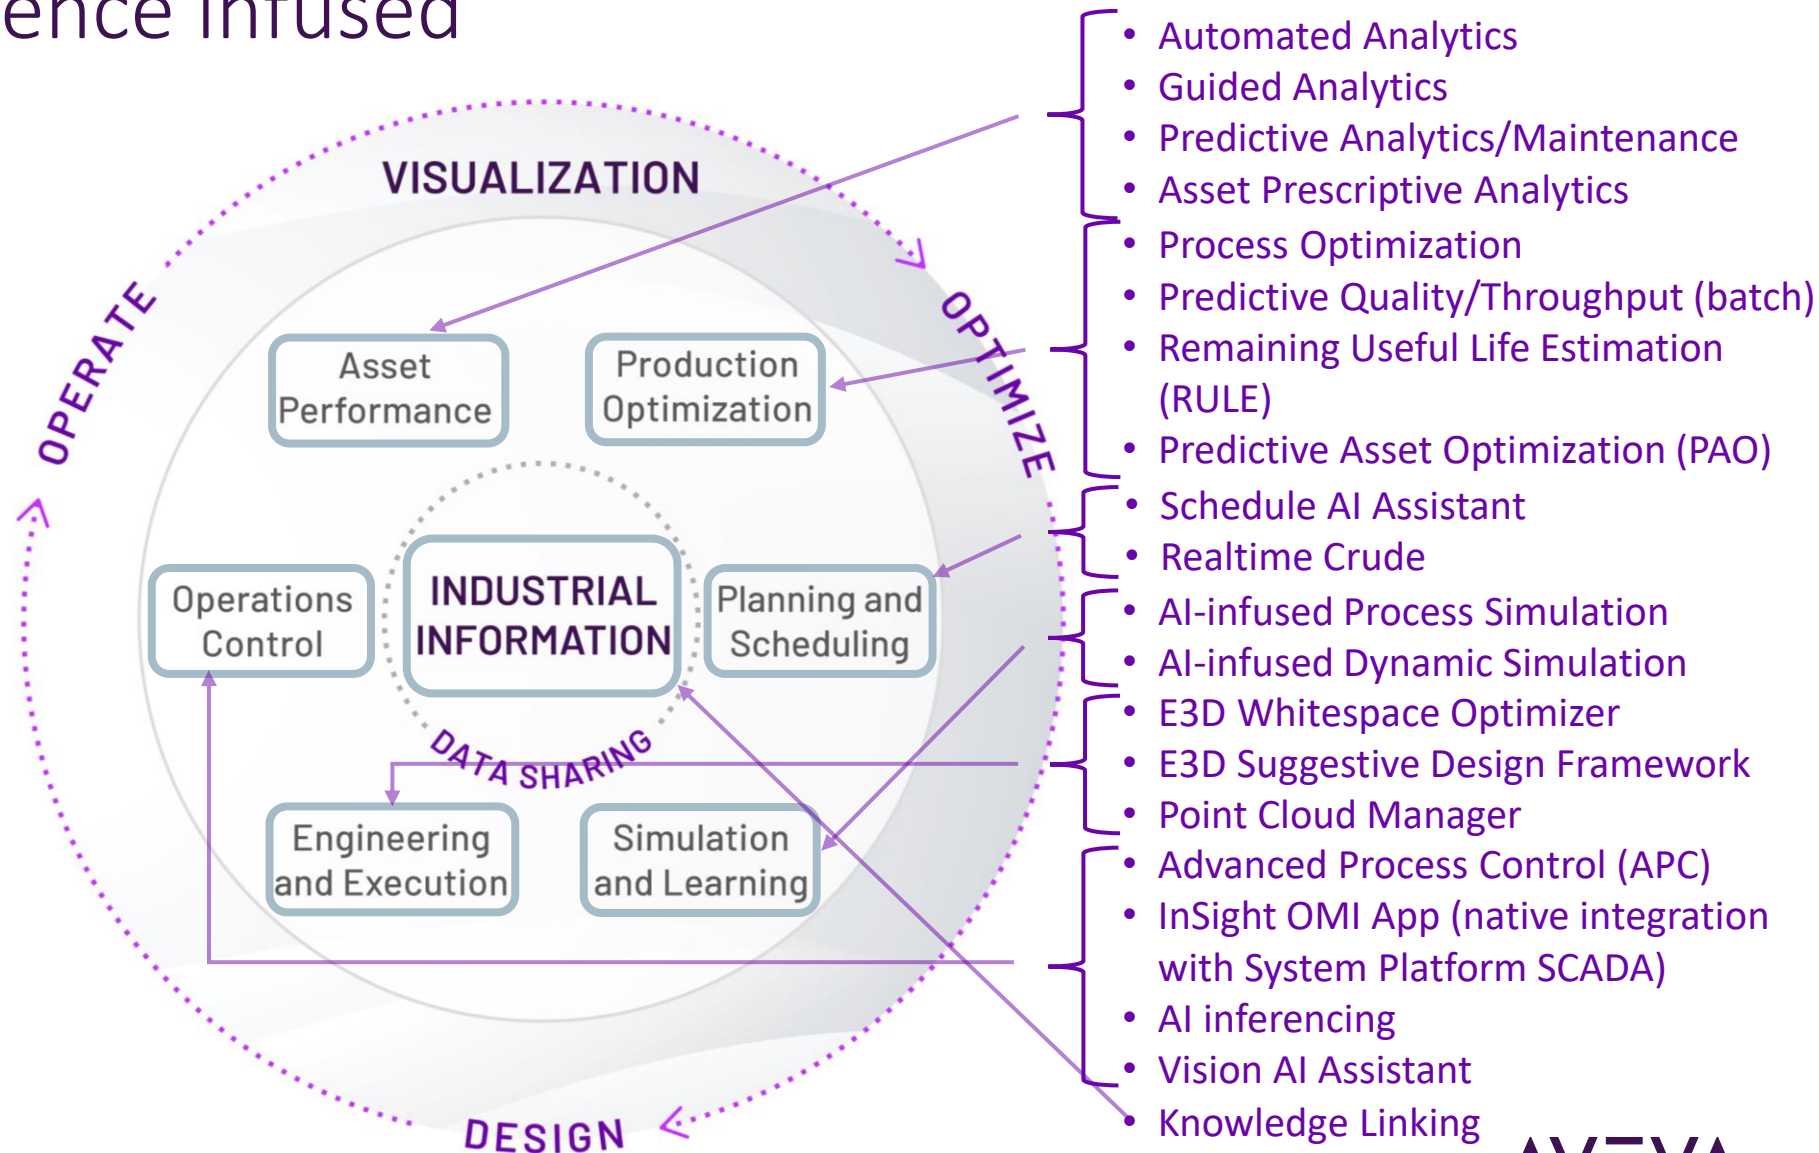 ence infused
VISUALIZATION
OPERATE
OPTIMIZE
Asset
Performance
Production
Optimization
Operations
Control
INDUSTRIAL
INFORMATION
Planning and
Scheduling
DATA SHARING
Engineering
and Execution
Simulation
and Learning
DESIGN
• Automated Analytics
• Guided Analytics
• Predictive Analytics/Maintenance
• Asset Prescriptive Analytics
• Process Optimization
• Predictive Quality/Throughput (batch)
• Remaining Useful Life Estimation
(RULE)
• Predictive Asset Optimization (PAO)
• Schedule AI Assistant
• Realtime Crude
• AI-infused Process Simulation
• AI-infused Dynamic Simulation
• E3D Whitespace Optimizer
• E3D Suggestive Design Framework
• Point Cloud Manager
• Advanced Process Control (APC)
• InSight OMI App (native integration
with System Platform SCADA)
• AI inferencing
• Vision AI Assistant
• Knowledge Linking